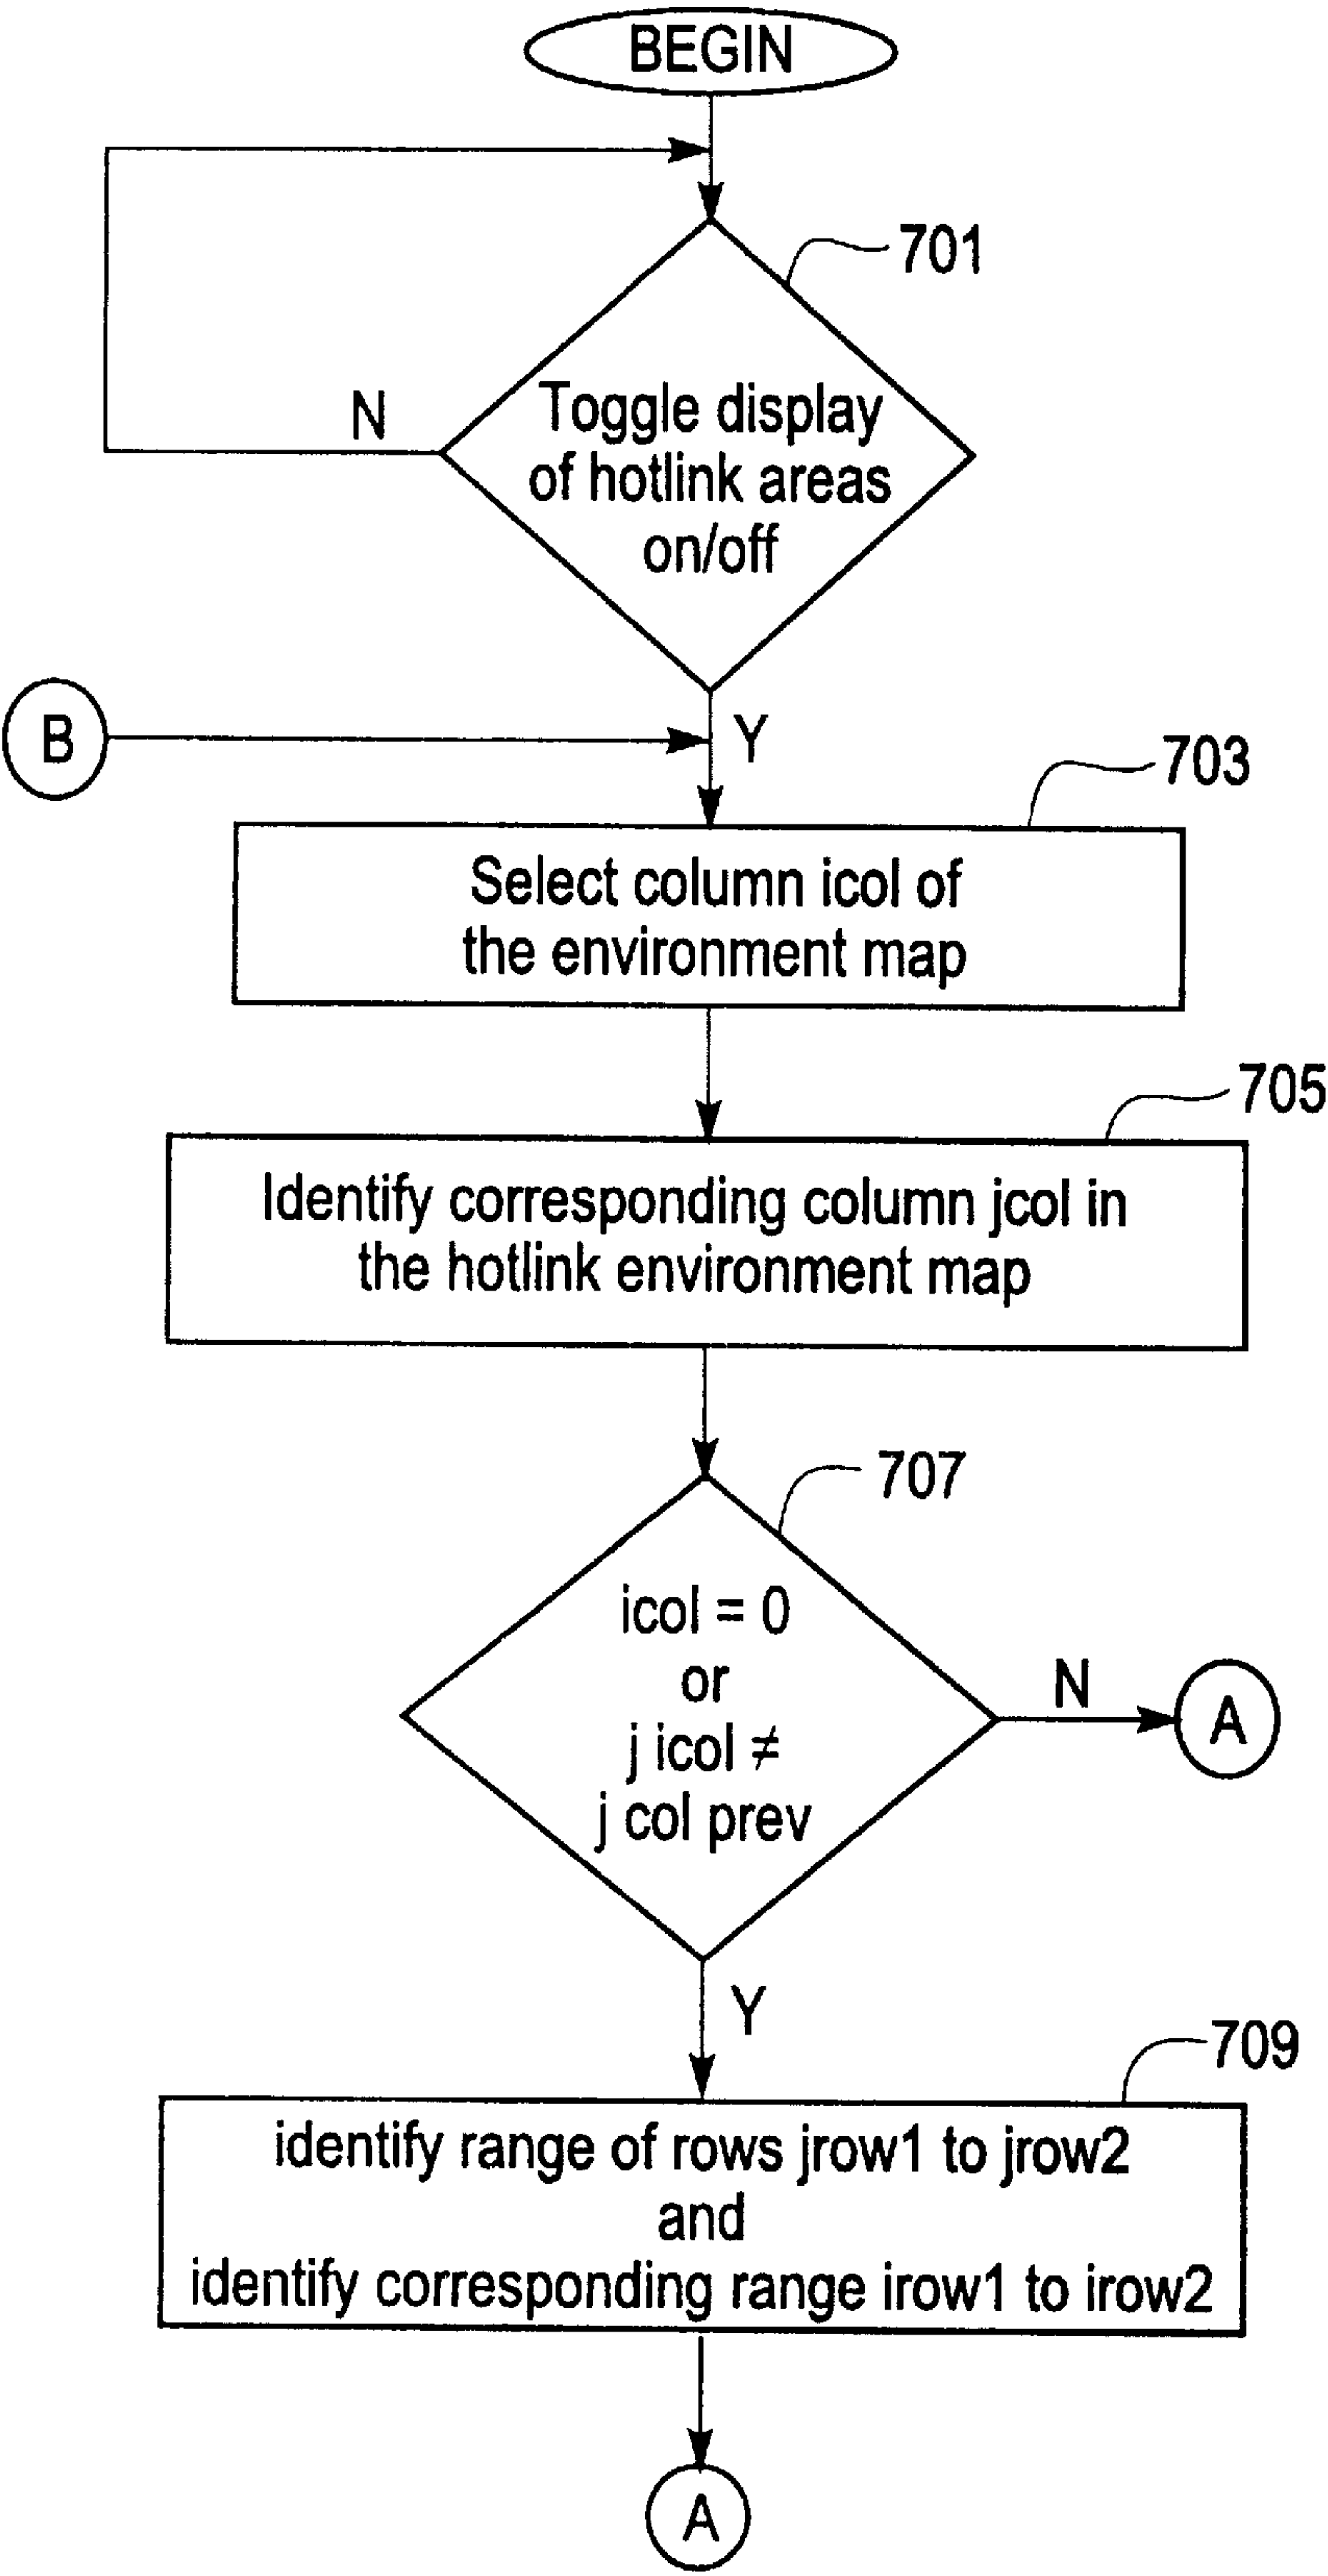 BEGIN
701
N
Toggle display
of hotlink areas
on/off
B
Y
703
Select column icol of
the environment map
705
Identify corresponding column jcol in
the hotlink environment map
707
icol = 0
or
j icol ≠
j col prev
N
A
Y
709
identify range of rows jrow1 to jrow2
and
identify corresponding range irow1 to irow2
A